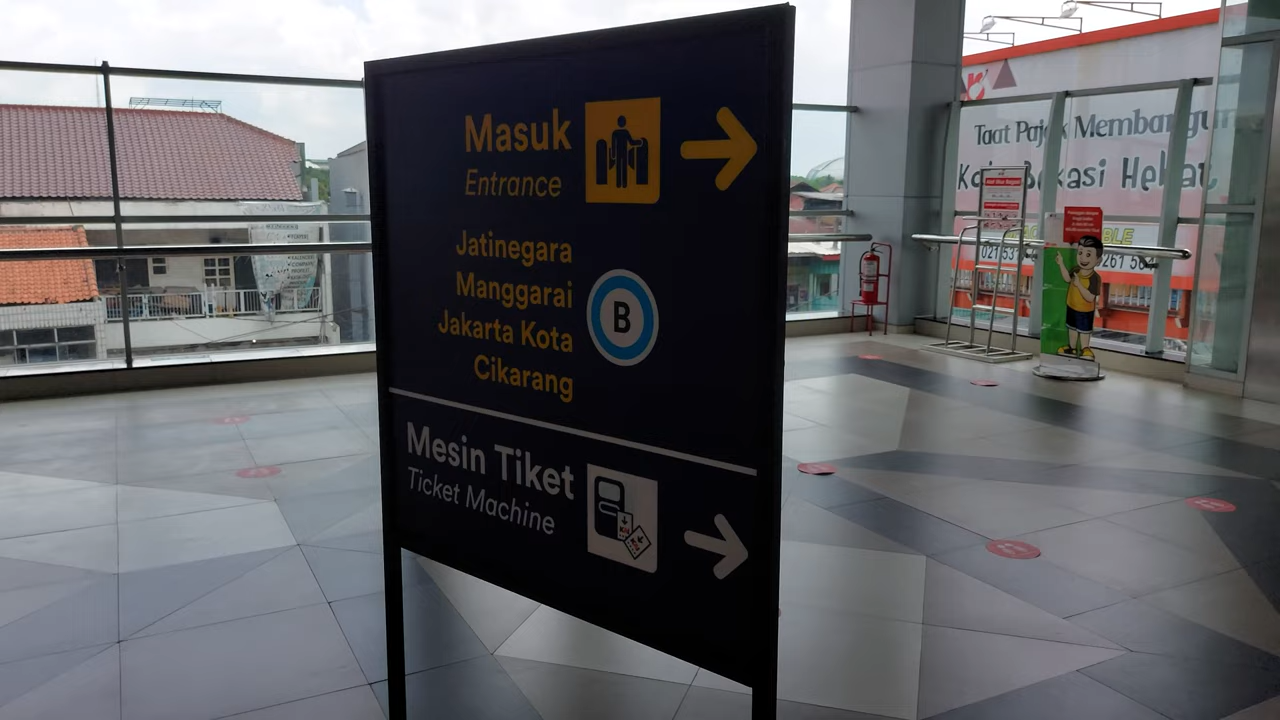 Masuk
Entrance
Jatinegara
Manggarai
Jakarta Kota
Cikarang
B
Mesin Tiket
Ticket Machine
Taat Pajak Membangun
Kota Bekasi Hebat